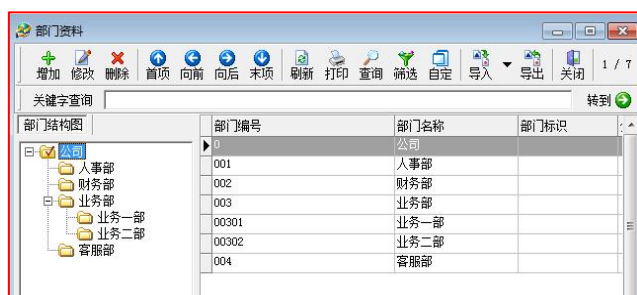 部门资料
增加 修改 删除 首项 向前 向后 末项 刷新 打印 查询 筛选 自定 导入 导出 关闭 1 / 7
关键字查询 转到
部门结构图
公司
人事部
财务部
业务部
业务一部
业务二部
客服部
部门编号 部门名称 部门标识
0 公司
001 人事部
002 财务部
003 业务部
00301 业务一部
00302 业务二部
004 客服部